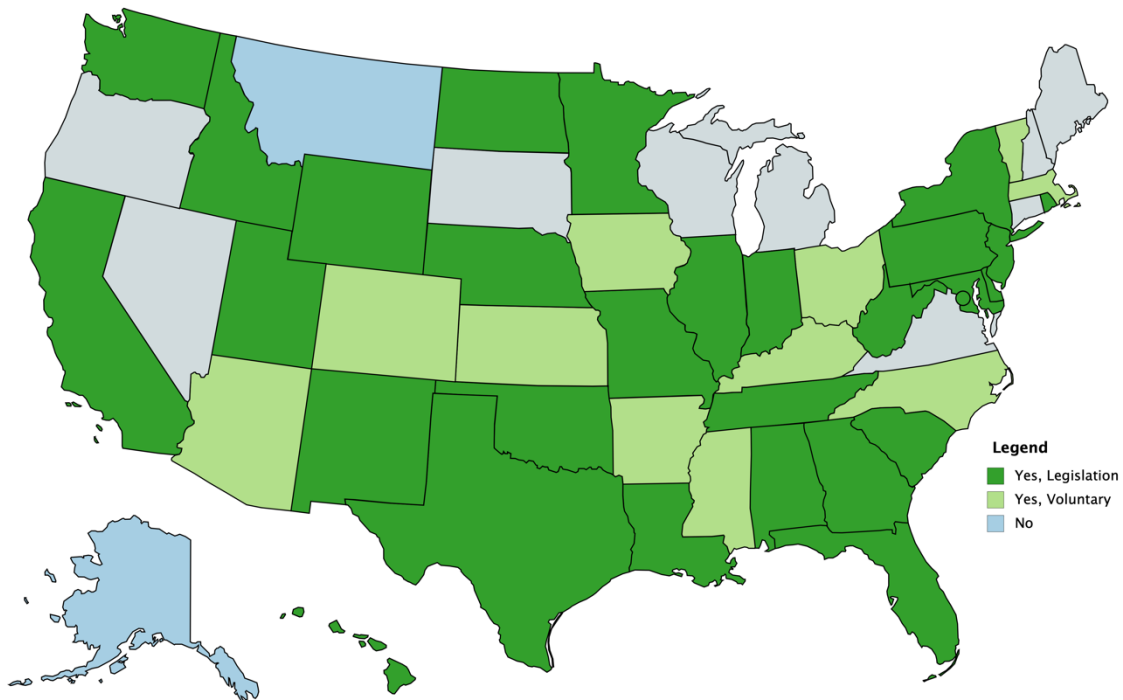 Legend
Yes, Legislation
Yes, Voluntary
No